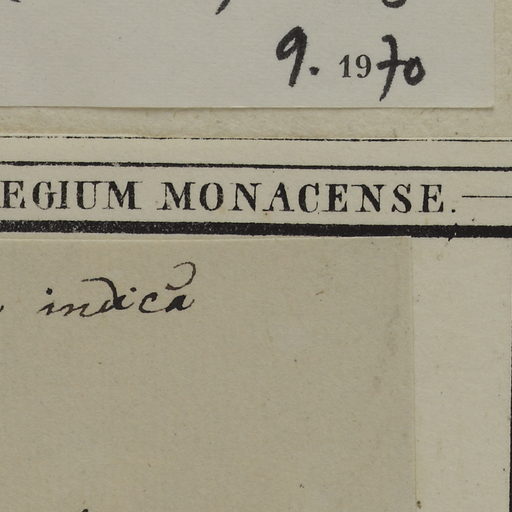 9. 1970
EGIUM MONACENSE.
indica